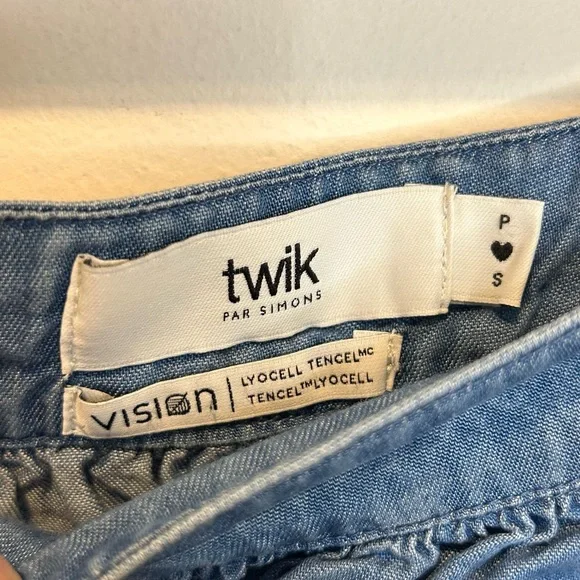 twik
PAR SIMONS
P
♥
S
VISION
LYOCELL TENCELᴹᶜ
TENCEL™LYOCELL